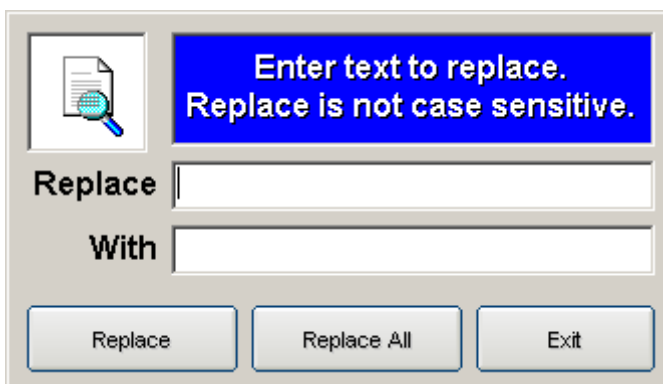 Enter text to replace.
Replace is not case sensitive.
Replace
With
Replace Replace All Exit